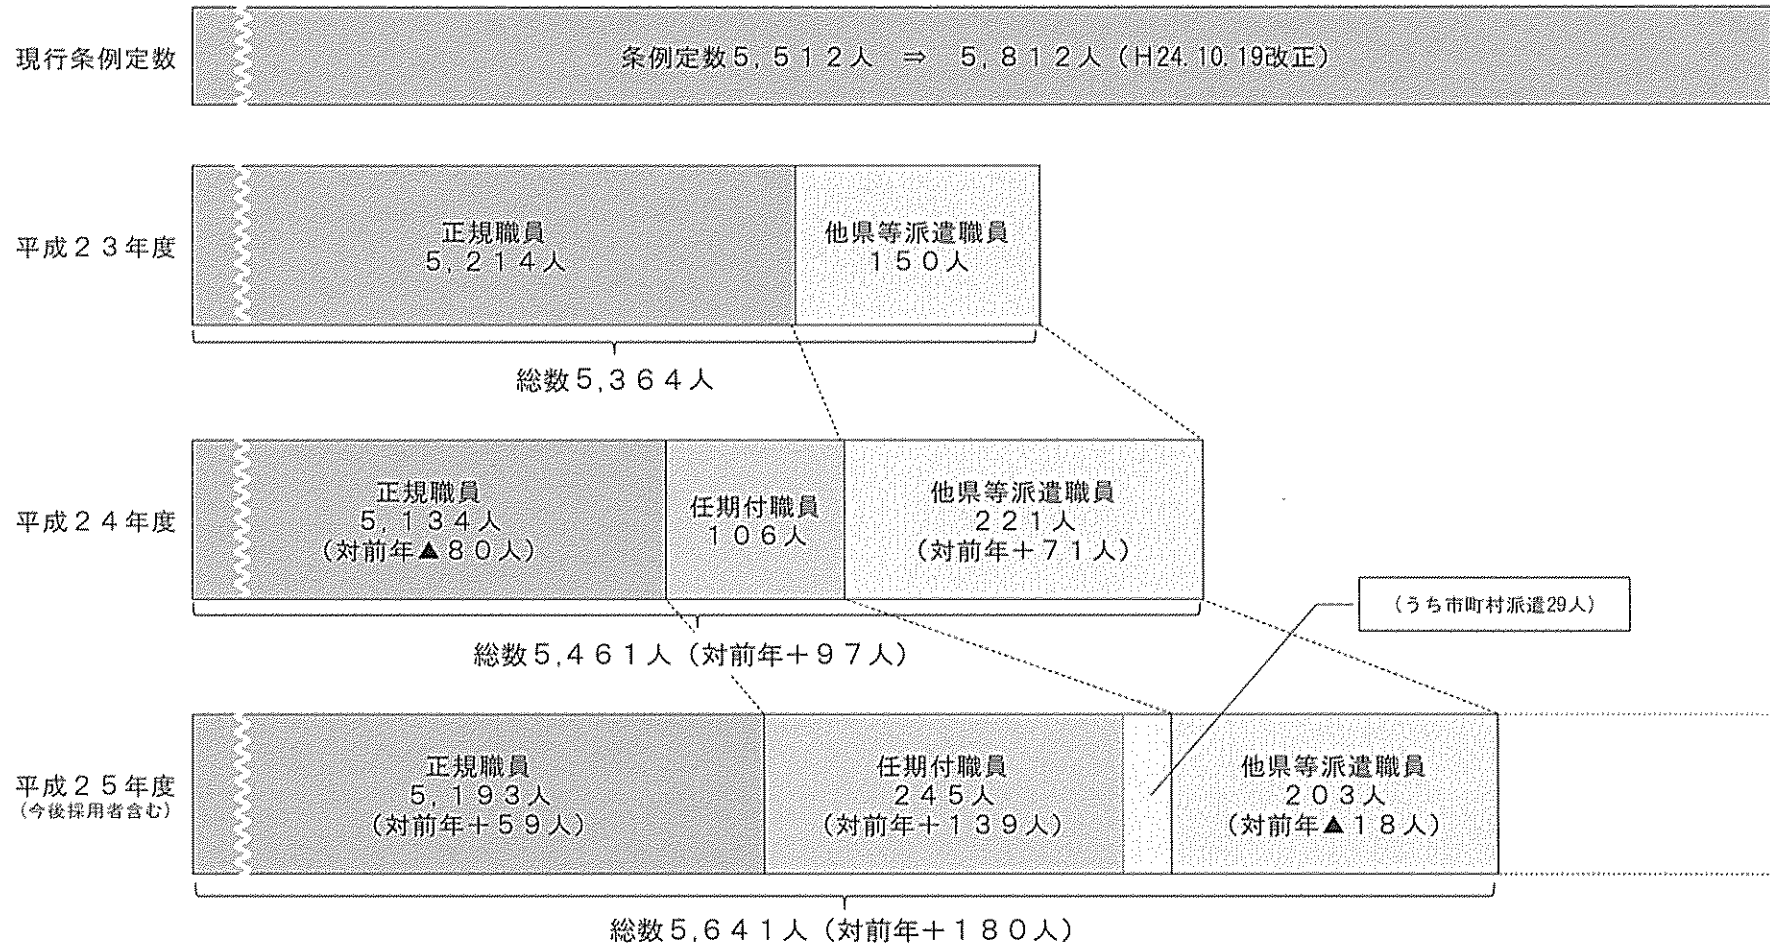 現行条例定数
条例定数5,512人 ⇒ 5,812人（H24.10.19改正）
平成23年度
正規職員
5,214人
他県等派遣職員
150人
総数5,364人
平成24年度
正規職員
5,134人
（対前年▲80人）
任期付職員
106人
他県等派遣職員
221人
（対前年＋71人）
総数5,461人（対前年＋97人）
（うち市町村派遣29人）
平成25年度
（今後採用者含む）
正規職員
5,193人
（対前年＋59人）
任期付職員
245人
（対前年＋139人）
他県等派遣職員
203人
（対前年▲18人）
総数5,641人（対前年＋180人）